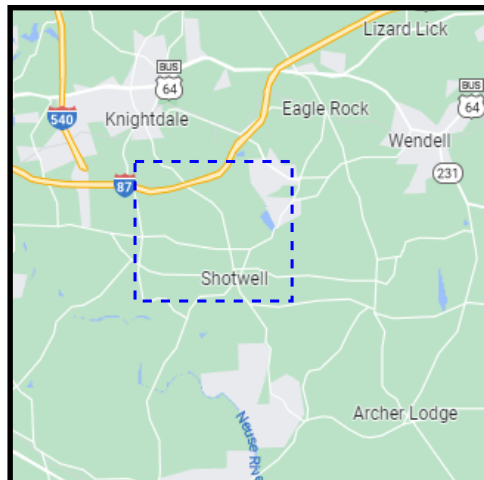 Lizard Lick
BUS
64
BUS
64
Eagle Rock
540
Knightdale
Wendell
231
87
Shotwell
Archer Lodge
Neuse Riv